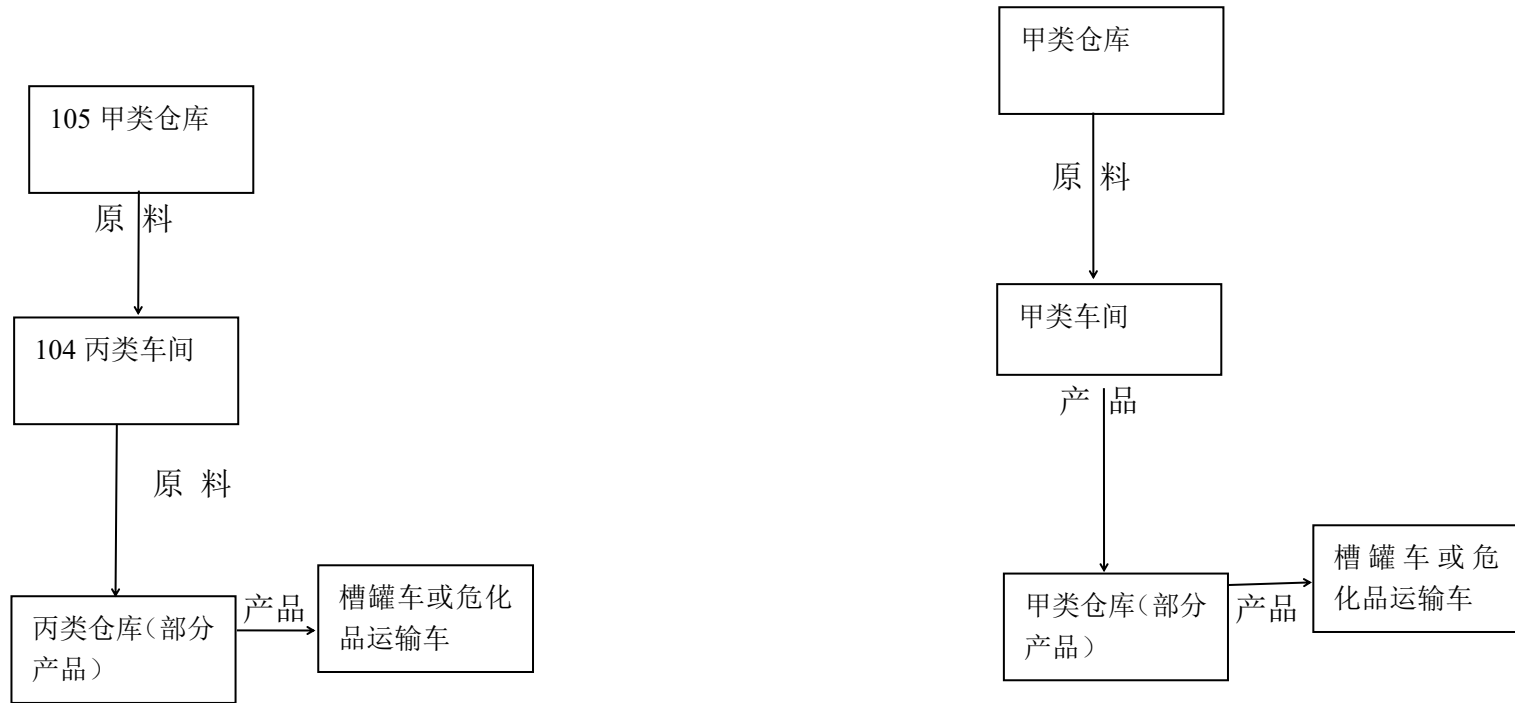 105 甲类仓库
原 料
104 丙类车间
原 料
丙类仓库（部分
产品）
产品
槽罐车或危化
品运输车
甲类仓库
原 料
甲类车间
产 品
甲类仓库（部分
产品）
产品
槽罐车或危
化品运输车